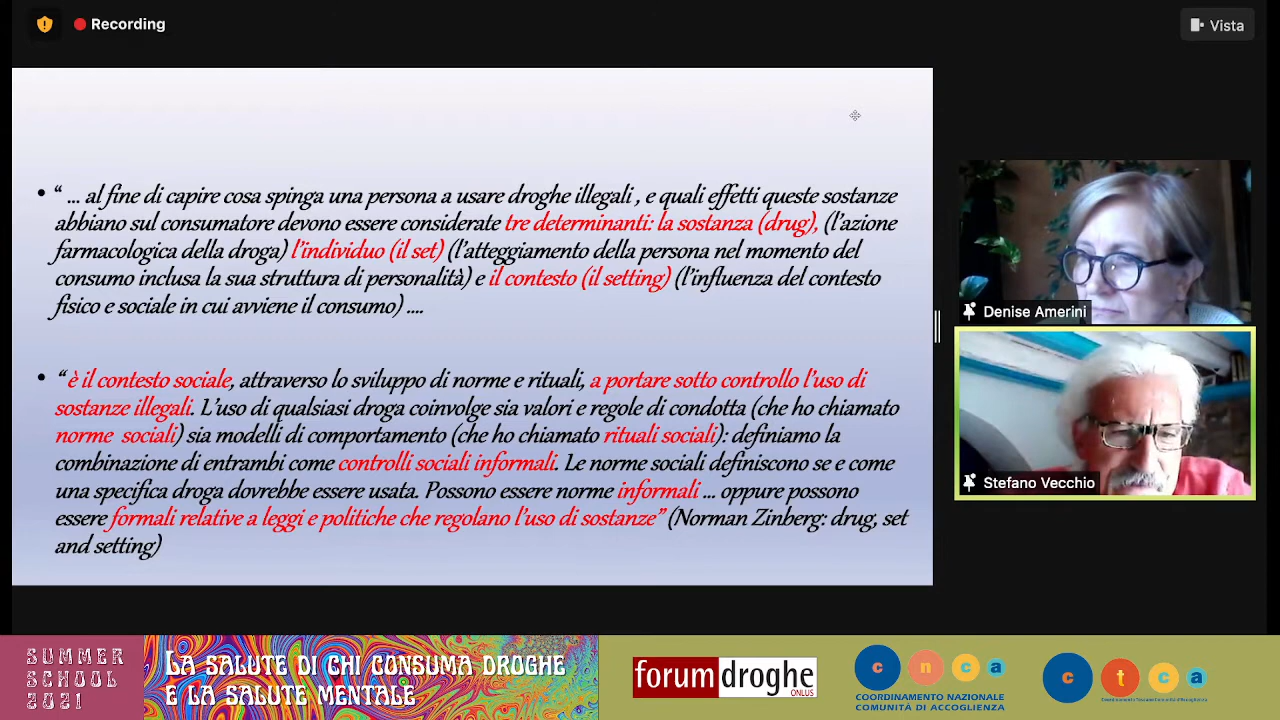 Recording
Vista
• “ ... al fine di capire cosa spinga una persona a usare droghe illegali , e quali effetti queste sostanze
abbiano sul consumatore devono essere considerate tre determinanti: la sostanza (drug), (l’azione
farmacologica della droga) l’individuo (il set) (l’atteggiamento della persona nel momento del
consumo inclusa la sua struttura di personalità) e il contesto (il setting) (l’influenza del contesto
fisico e sociale in cui avviene il consumo) ....
• “ è il contesto sociale, attraverso lo sviluppo di norme e rituali, a portare sotto controllo l’uso di
sostanze illegali. L’uso di qualsiasi droga coinvolge sia valori e regole di condotta (che ho chiamato
norme sociali) sia modelli di comportamento (che ho chiamato rituali sociali): definiamo la
combinazione di entrambi come controlli sociali informali. Le norme sociali definiscono se e come
una specifica droga dovrebbe essere usata. Possono essere norme informali ... oppure possono
essere formali relative a leggi e politiche che regolano l’uso di sostanze” (Norman Zinberg: drug, set
and setting)
Denise Amerini
Stefano Vecchio
SUMMER
SCHOOL
2021
LA SALUTE DI CHI CONSUMA DROGHE
E LA SALUTE MENTALE
forumdroghe
ONLUS
c n c a
COORDINAMENTO NAZIONALE
COMUNITÀ DI ACCOGLIENZA
c t c a